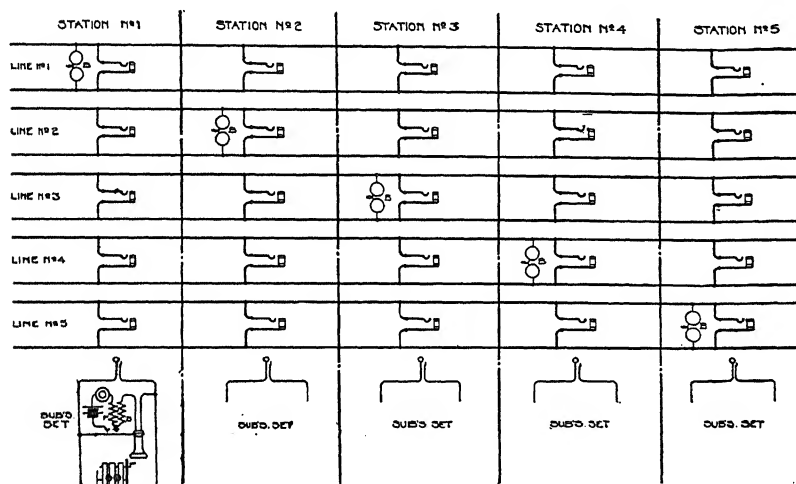 STATION Nº1 STATION Nº2 STATION Nº3 STATION Nº4 STATION Nº5
LINE Nº1
LINE Nº2
LINE Nº3
LINE Nº4
LINE Nº5
SUB'S. SET SUB'S. SET SUB'S. SET SUB'S. SET SUB'S. SET